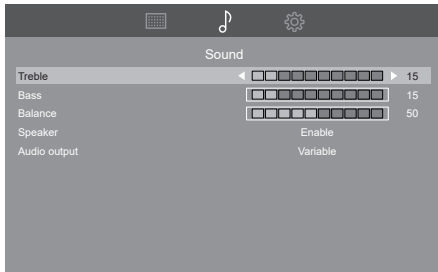 Sound
Treble 15
Bass 15
Balance 50
Speaker Enable
Audio output Variable